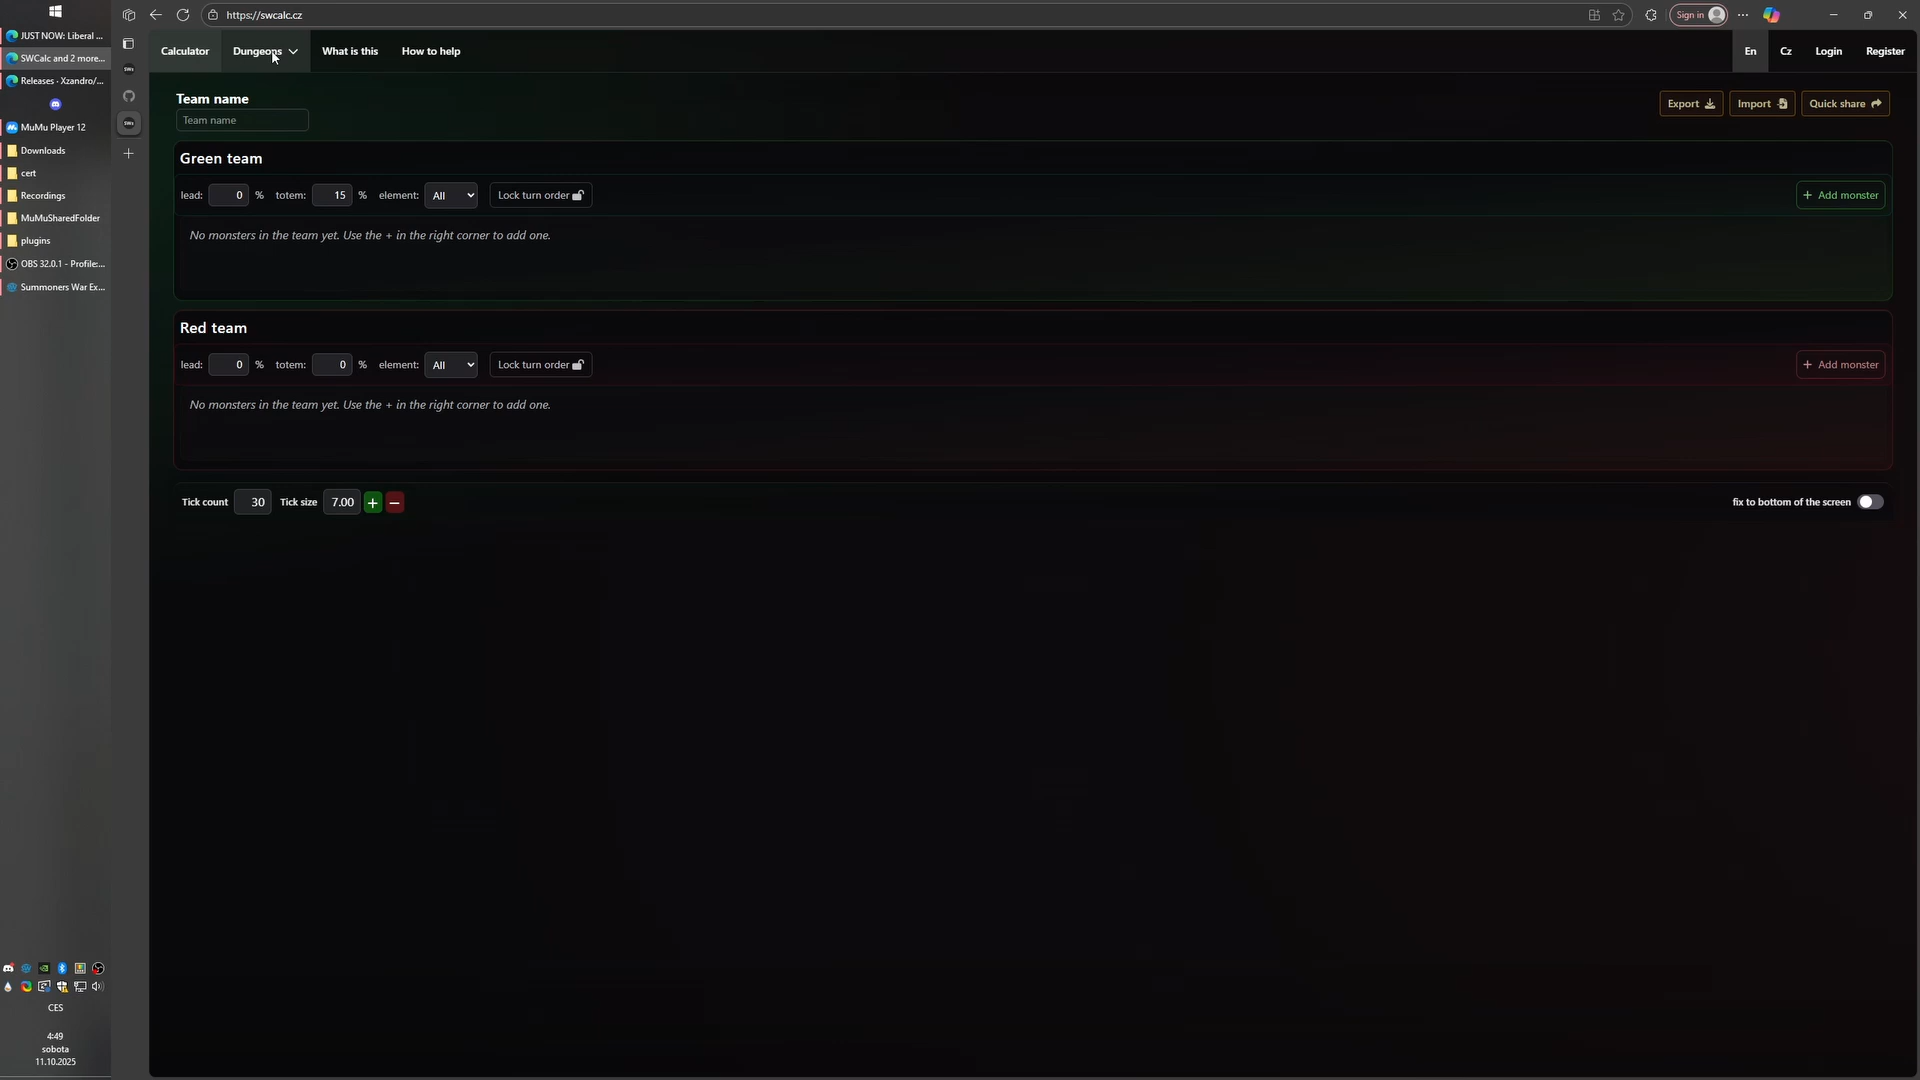 JUST NOW: Liberal ...
SWCalc and 2 more...
Releases · Xzandro/...
MuMu Player 12
Downloads
cert
Recordings
MuMuSharedFolder
plugins
OBS 32.0.1 - Profile:...
Summoners War Ex...
CES
4:49
sobota
11.10.2025
https://swcalc.cz
Sign in
Calculator
Dungeons
What is this
How to help
En
Cz
Login
Register
Team name
Team name
Export
Import
Quick share
Green team
lead: 0 % totem: 15 % element: All Lock turn order
+ Add monster
No monsters in the team yet. Use the + in the right corner to add one.
Red team
lead: 0 % totem: 0 % element: All Lock turn order
+ Add monster
No monsters in the team yet. Use the + in the right corner to add one.
Tick count 30 Tick size 7.00 + −
fix to bottom of the screen